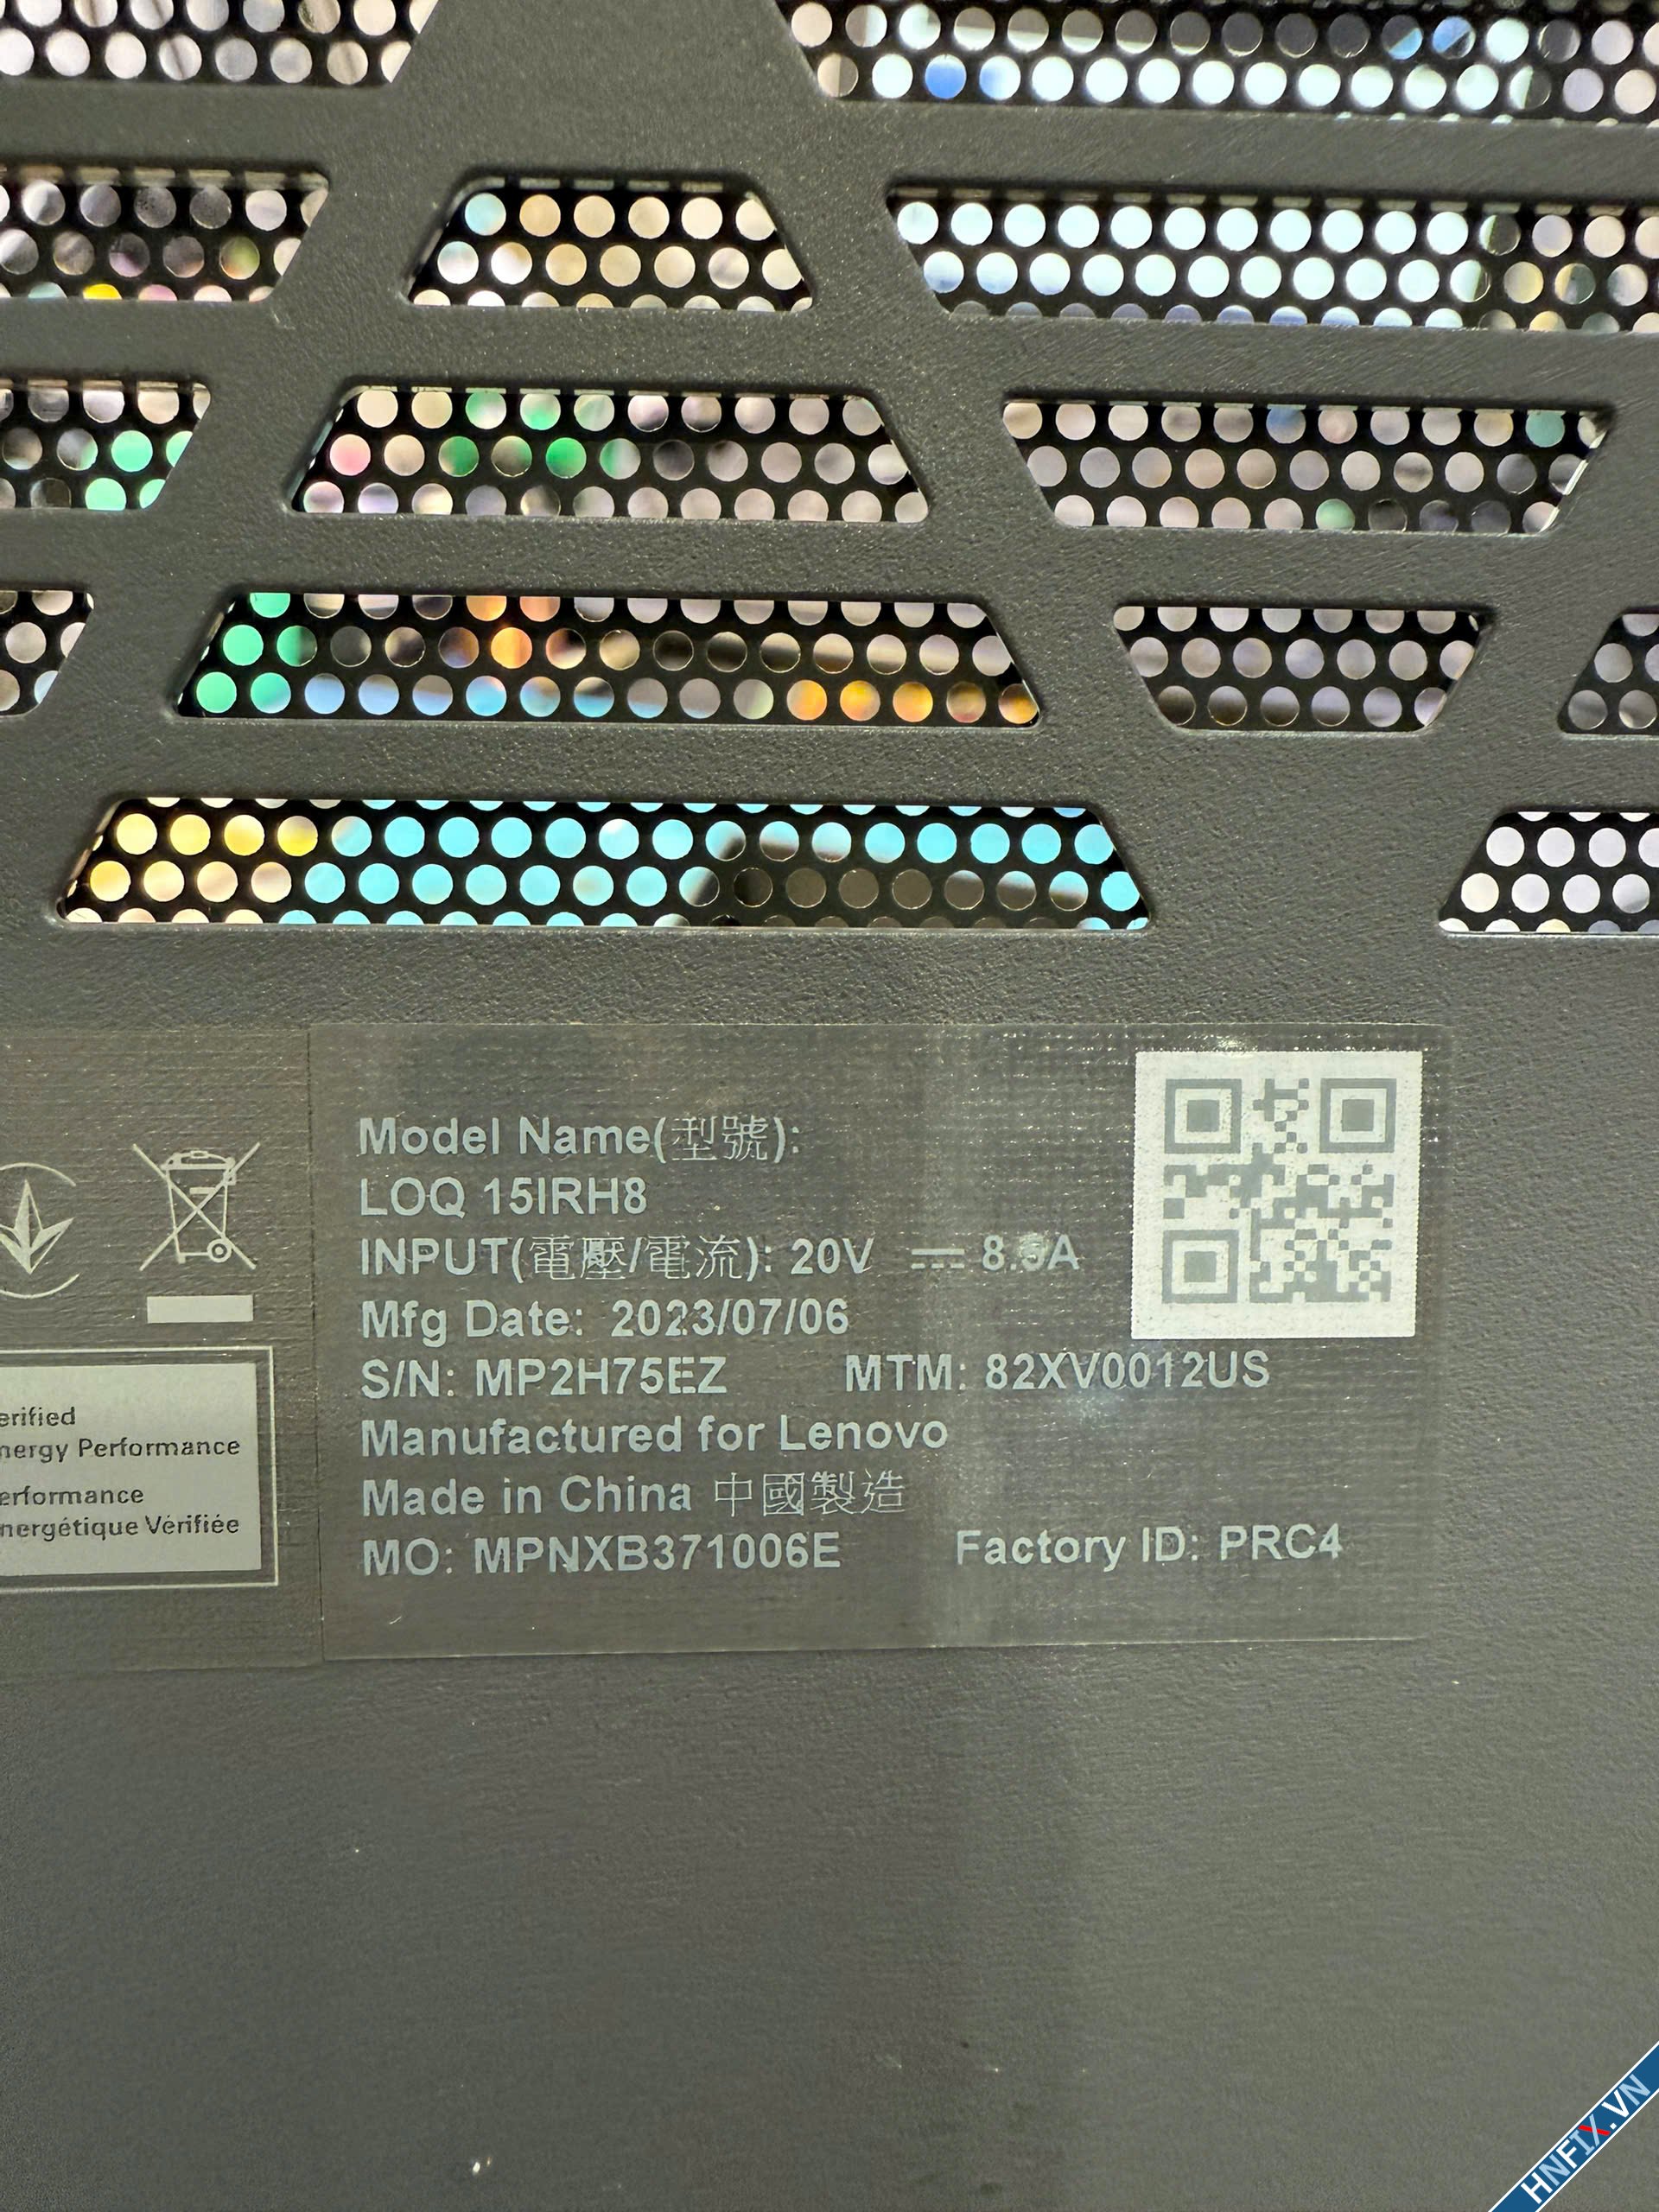 Model Name(型號):
LOQ 15IRH8
INPUT(電壓/電流): 20V ⎓
Mfg Date: 2023/07/06
S/N: MP2H75EZ MTM: 82XV0012US
Manufactured for Lenovo
Made in China 中國製造
MO: MPNXB371006E Factory ID: PRC4
Performance
Vérifiée
HNFIX.VN